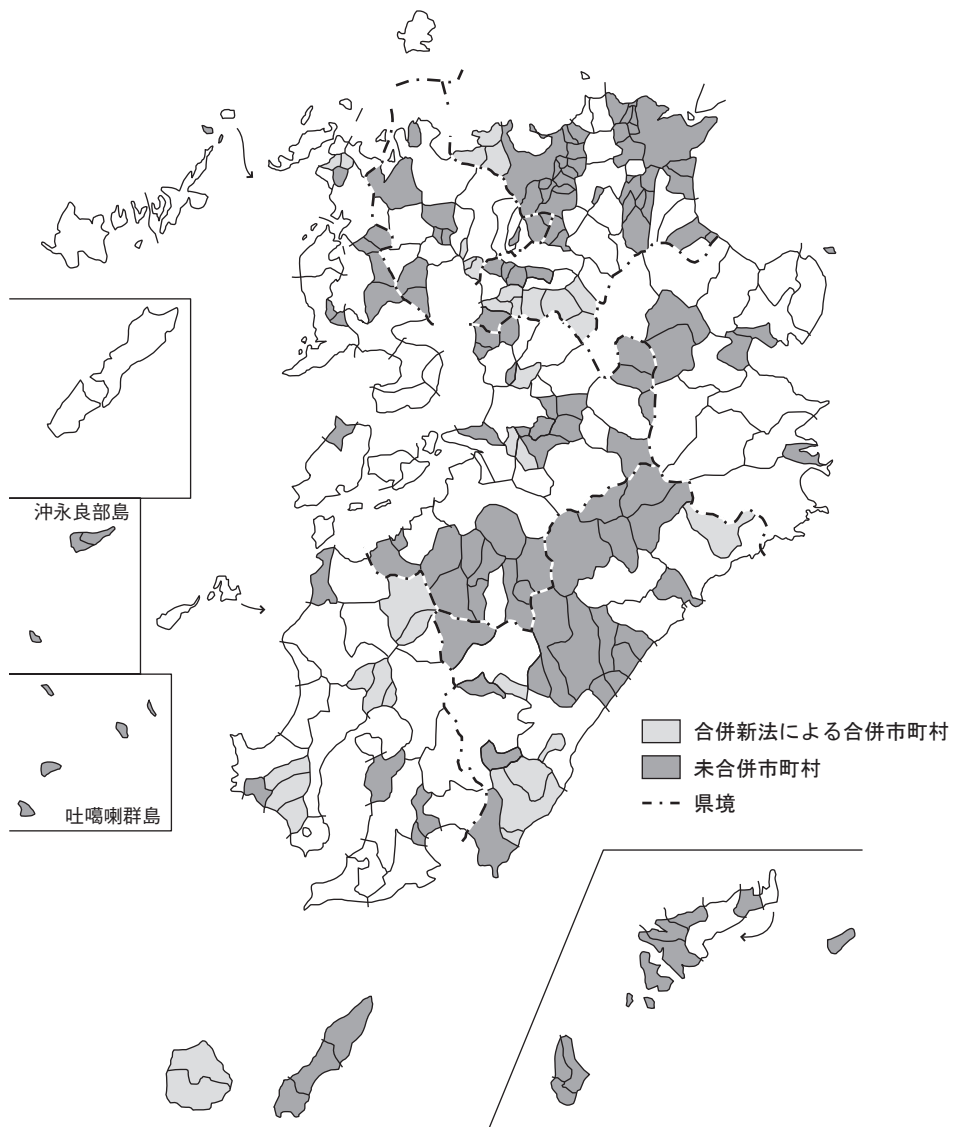 沖永良部島
吐噶喇群島
合併新法による合併市町村
未合併市町村
県境